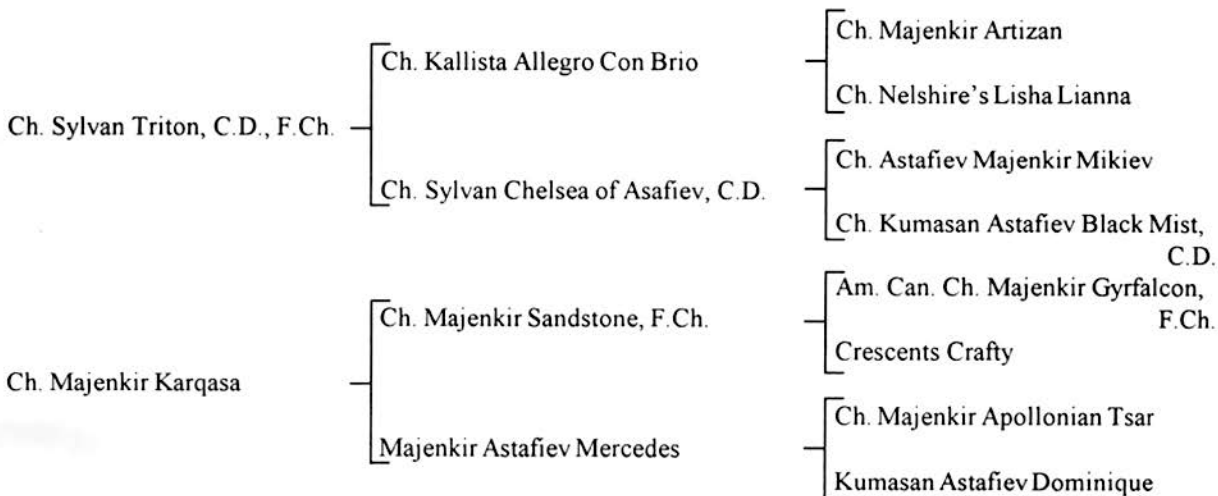 Ch. Majenkir Artizan
Ch. Kallista Allegro Con Brio
Ch. Nelshire's Lisha Lianna
Ch. Sylvan Triton, C.D., F.Ch.
Ch. Astafiev Majenkir Mikiev
Ch. Sylvan Chelsea of Asafiev, C.D.
Ch. Kumasan Astafiev Black Mist,
C.D.
Am. Can. Ch. Majenkir Gyrfalcon,
F.Ch.
Ch. Majenkir Sandstone, F.Ch.
Crescents Crafty
Ch. Majenkir Karqasa
Ch. Majenkir Apollonian Tsar
Majenkir Astafiev Mercedes
Kumasan Astafiev Dominique